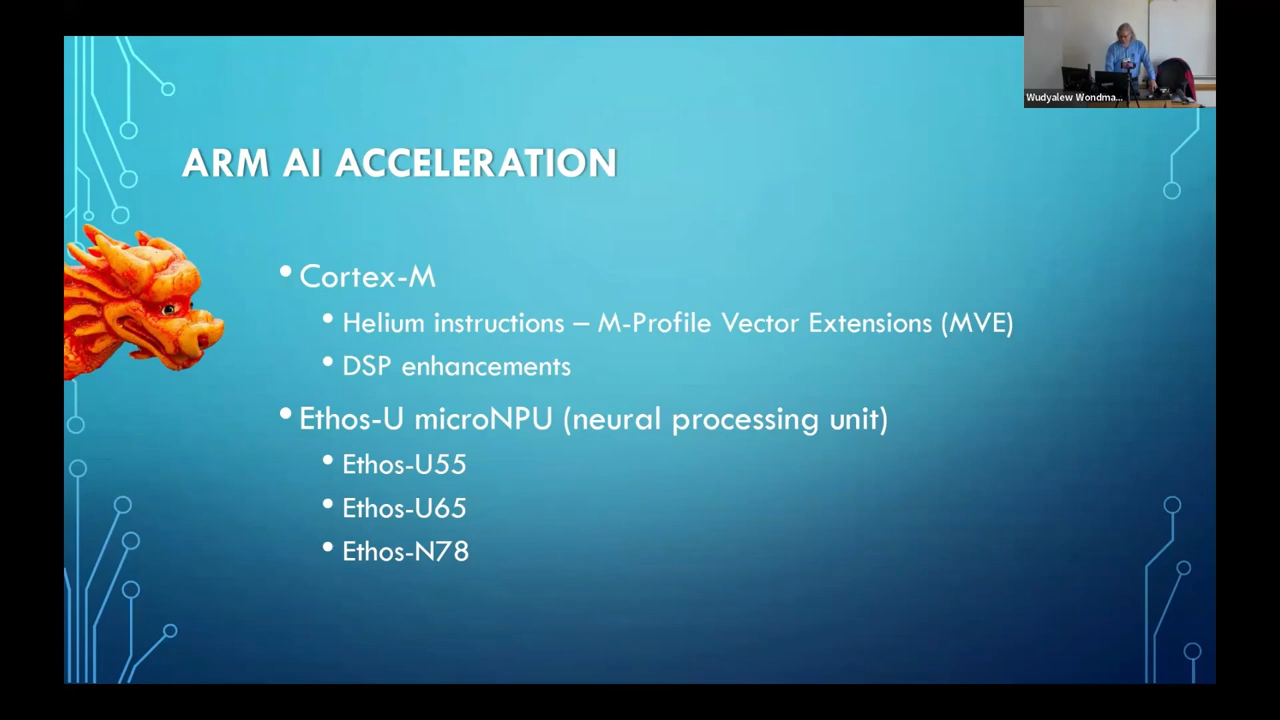 Wudyalew Wondma...
ARM AI ACCELERATION
• Cortex-M
• Helium instructions – M-Profile Vector Extensions (MVE)
• DSP enhancements
• Ethos-U microNPU (neural processing unit)
• Ethos-U55
• Ethos-U65
• Ethos-N78